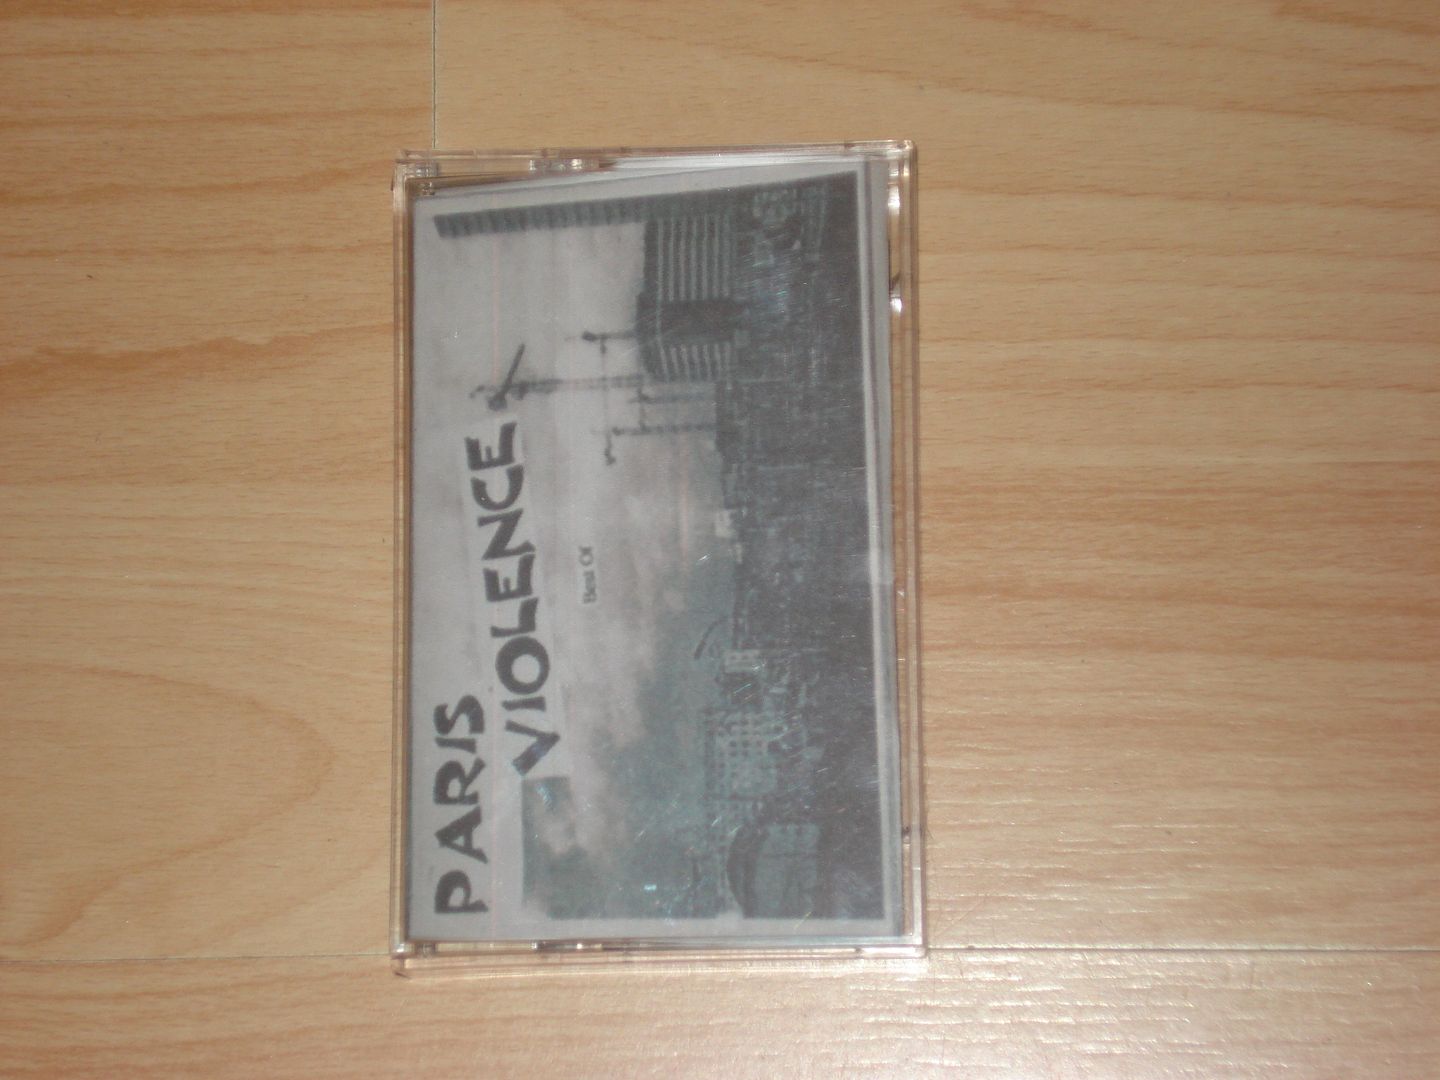 PARIS
VIOLENCE
Best Of